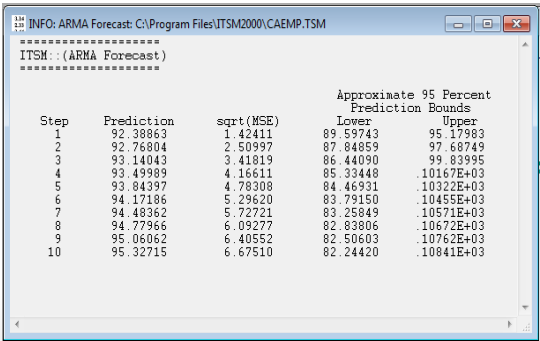 INFO: ARMA Forecast: C:\Program Files\ITSM2000\CAEMP.TSM
====================
ITSM::(ARMA Forecast)
====================
Approximate 95 Percent
Prediction Bounds
Step Prediction sqrt(MSE) Lower Upper
1 92.38863 1.42411 89.59743 95.17983
2 92.76804 2.50997 87.84859 97.68749
3 93.14043 3.41819 86.44090 99.83995
4 93.49989 4.16611 85.33448 .10167E+03
5 93.84397 4.78308 84.46931 .10322E+03
6 94.17186 5.29620 83.79150 .10455E+03
7 94.48362 5.72721 83.25849 .10571E+03
8 94.77966 6.09277 82.83806 .10672E+03
9 95.06062 6.40552 82.50603 .10762E+03
10 95.32715 6.67510 82.24420 .10841E+03